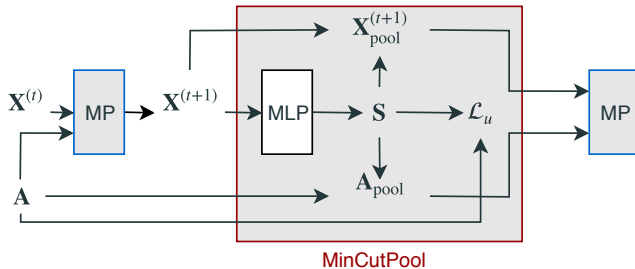 X^(t)
MP
X^(t+1)
MLP
S
X_pool^(t+1)
ℒ_u
A
A_pool
MP
MinCutPool